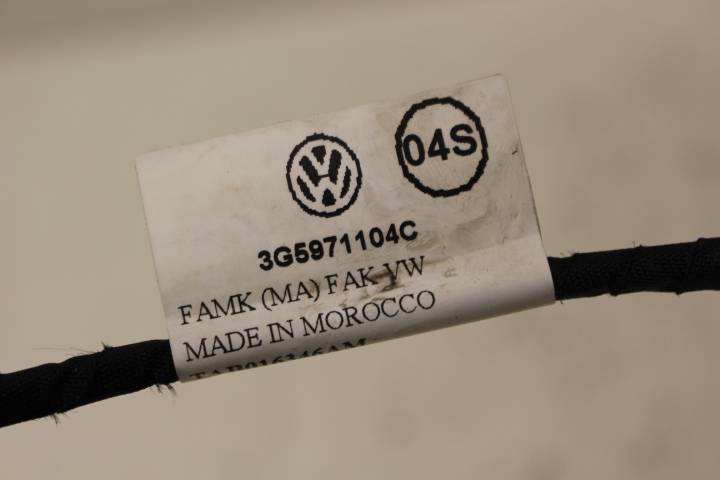 04S
3G5971104C
FAMK (MA) FAK VW
MADE IN MOROCCO